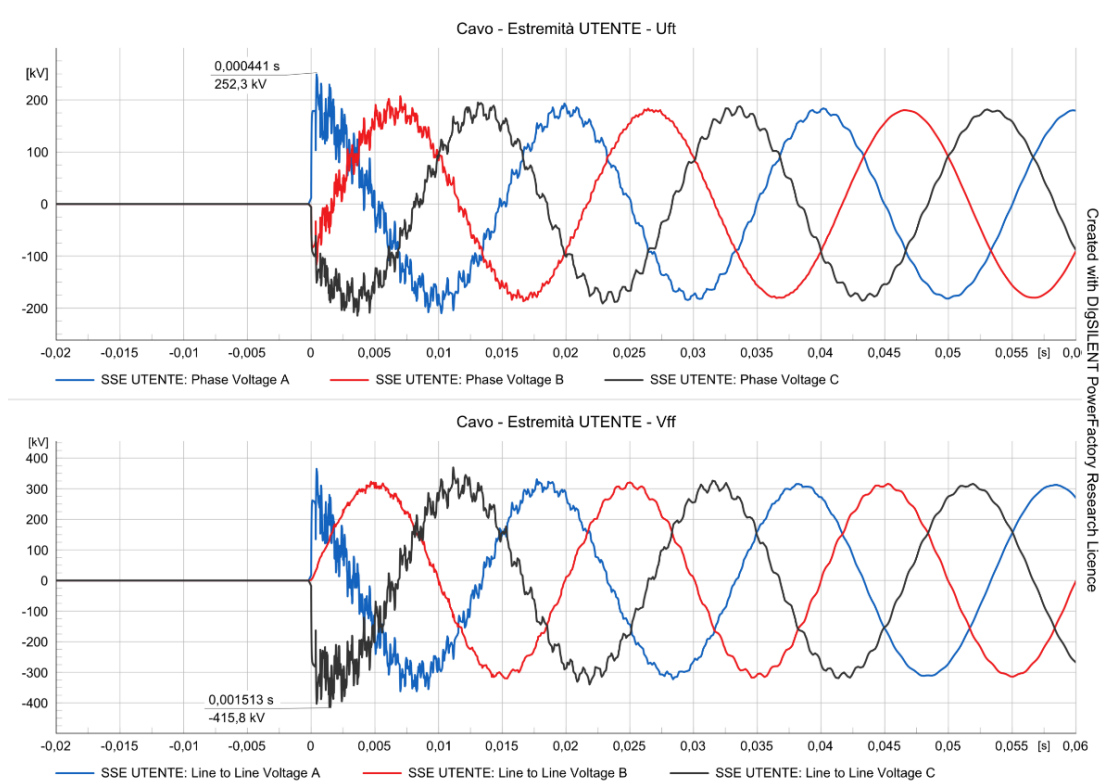 Cavo - Estremità UTENTE - Uft
[kV]
0,000441 s
252,3 kV
200
100
0
-100
-200
-0,02 -0,015 -0,01 -0,005 0 0,005 0,01 0,015 0,02 0,025 0,03 0,035 0,04 0,045 0,05 0,055 [s] 0,0
SSE UTENTE: Phase Voltage A SSE UTENTE: Phase Voltage B SSE UTENTE: Phase Voltage C
Cavo - Estremità UTENTE - Vff
[kV]
400
300
200
100
0
-100
-200
-300
-400
0,001513 s
-415,8 kV
-0,02 -0,015 -0,01 -0,005 0 0,005 0,01 0,015 0,02 0,025 0,03 0,035 0,04 0,045 0,05 0,055 [s] 0,06
SSE UTENTE: Line to Line Voltage A SSE UTENTE: Line to Line Voltage B SSE UTENTE: Line to Line Voltage C
Created with DIgSILENT PowerFactory Research Licence